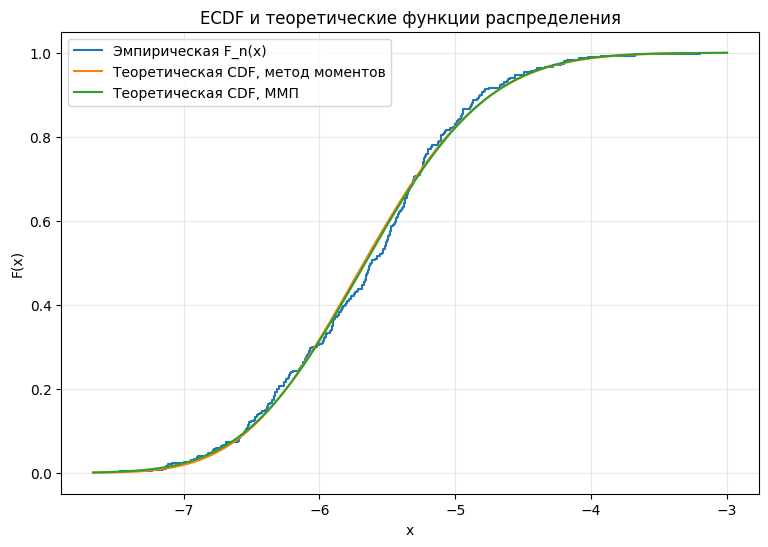 ECDF и теоретические функции распределения
Эмпирическая F_n(x)
Теоретическая CDF, метод моментов
Теоретическая CDF, ММП
F(x)
1.0
0.8
0.6
0.4
0.2
0.0
−7
−6
−5
−4
−3
x